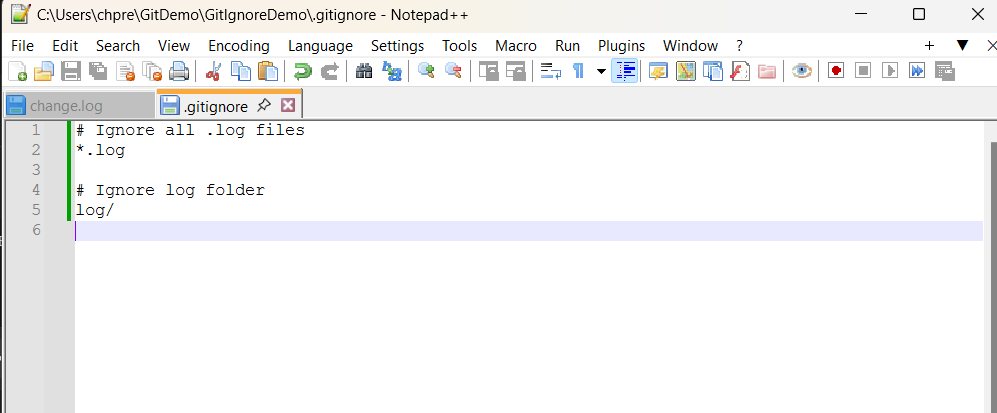 C:\Users\chpre\GitDemo\GitIgnoreDemo\.gitignore - Notepad++
File Edit Search View Encoding Language Settings Tools Macro Run Plugins Window ?
change.log .gitignore
1 # Ignore all .log files
2 *.log
3
4 # Ignore log folder
5 log/
6